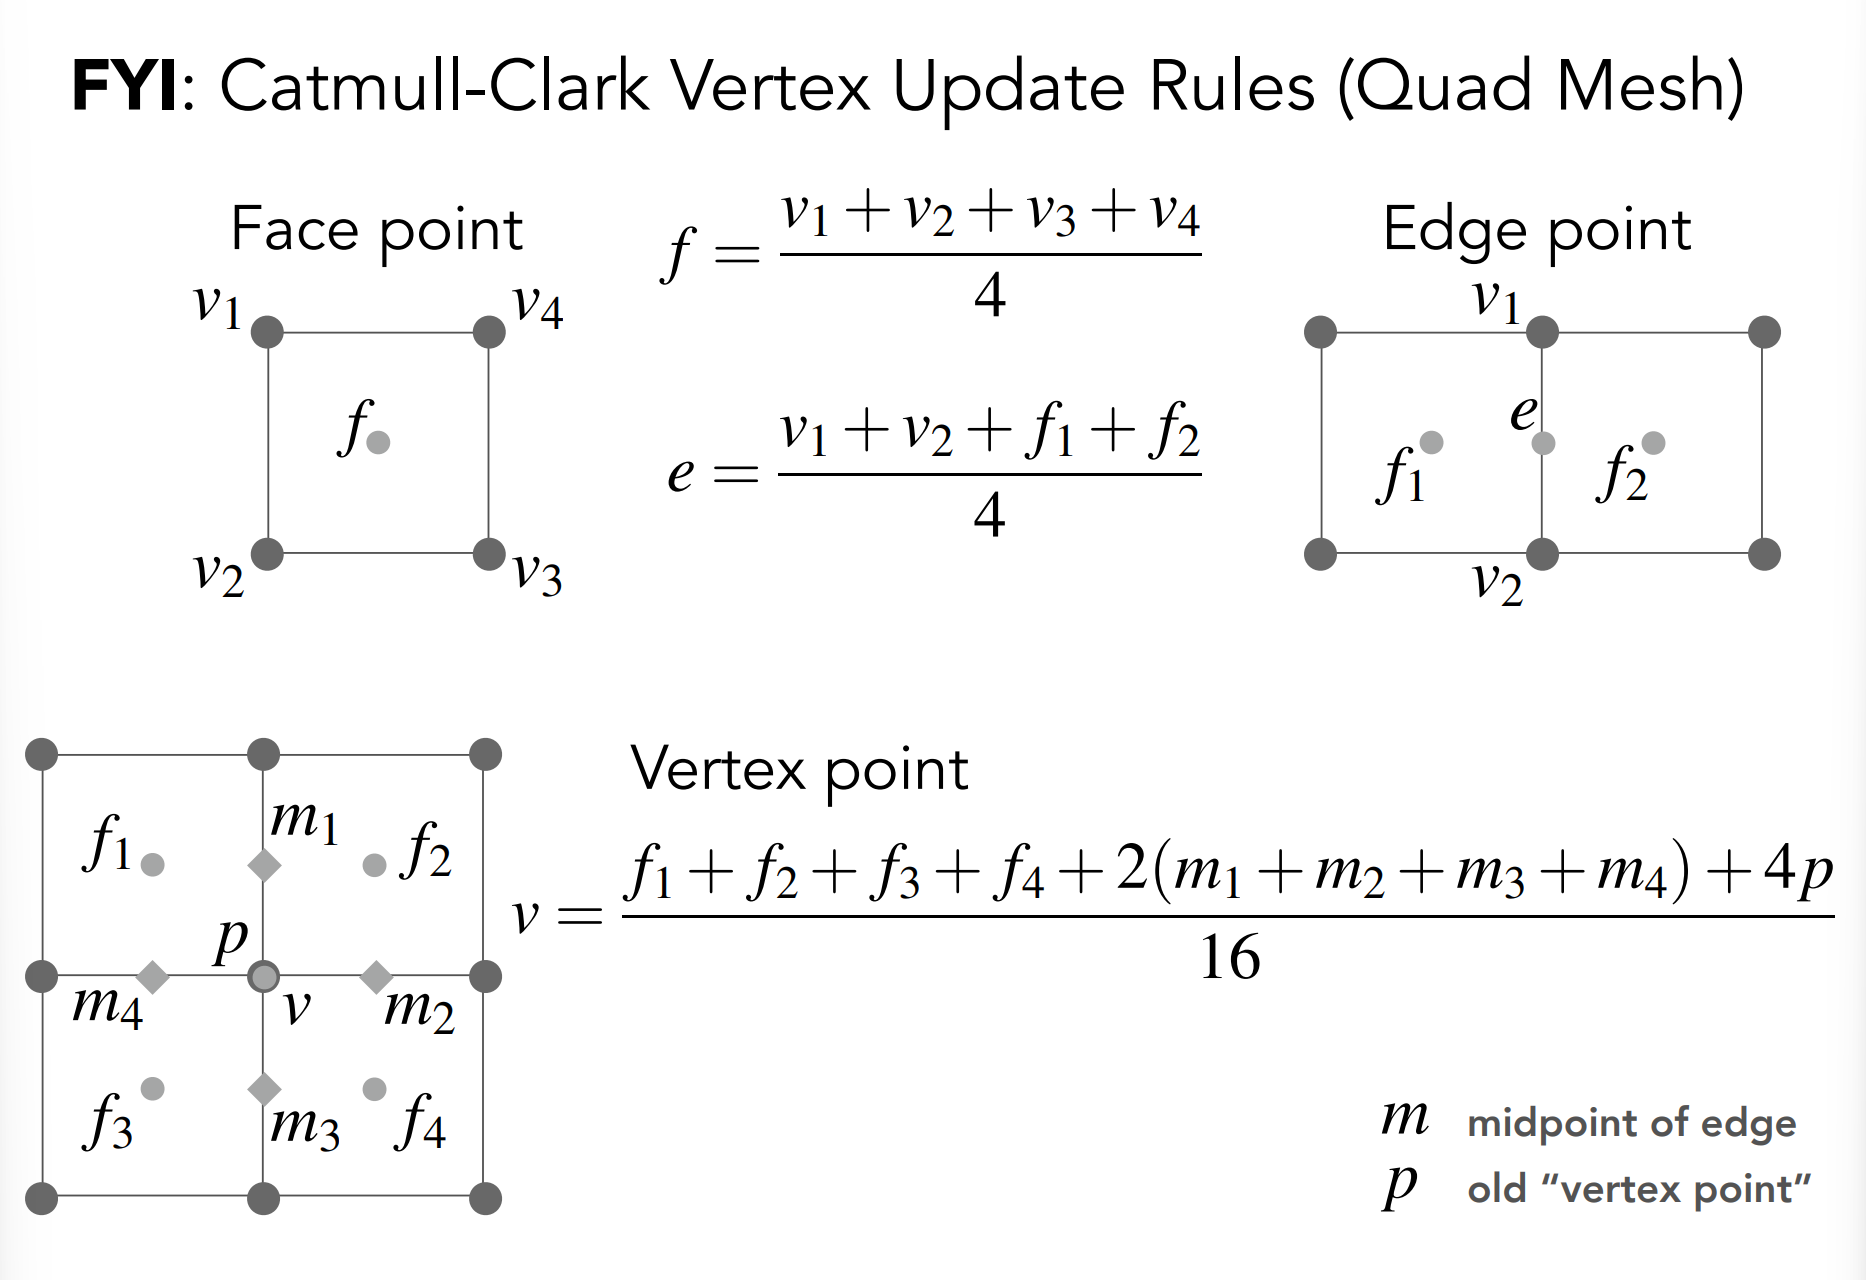 FYI: Catmull-Clark Vertex Update Rules (Quad Mesh)
Face point
v1 v4
f
v2 v3
f = (v1 + v2 + v3 + v4) / 4
e = (v1 + v2 + f1 + f2) / 4
Edge point
v1
e
f1 f2
v2
f1 m1 f2
p
m4 v m2
f3 m3 f4
Vertex point
v = (f1 + f2 + f3 + f4 + 2(m1 + m2 + m3 + m4) + 4p) / 16
m midpoint of edge
p old “vertex point”